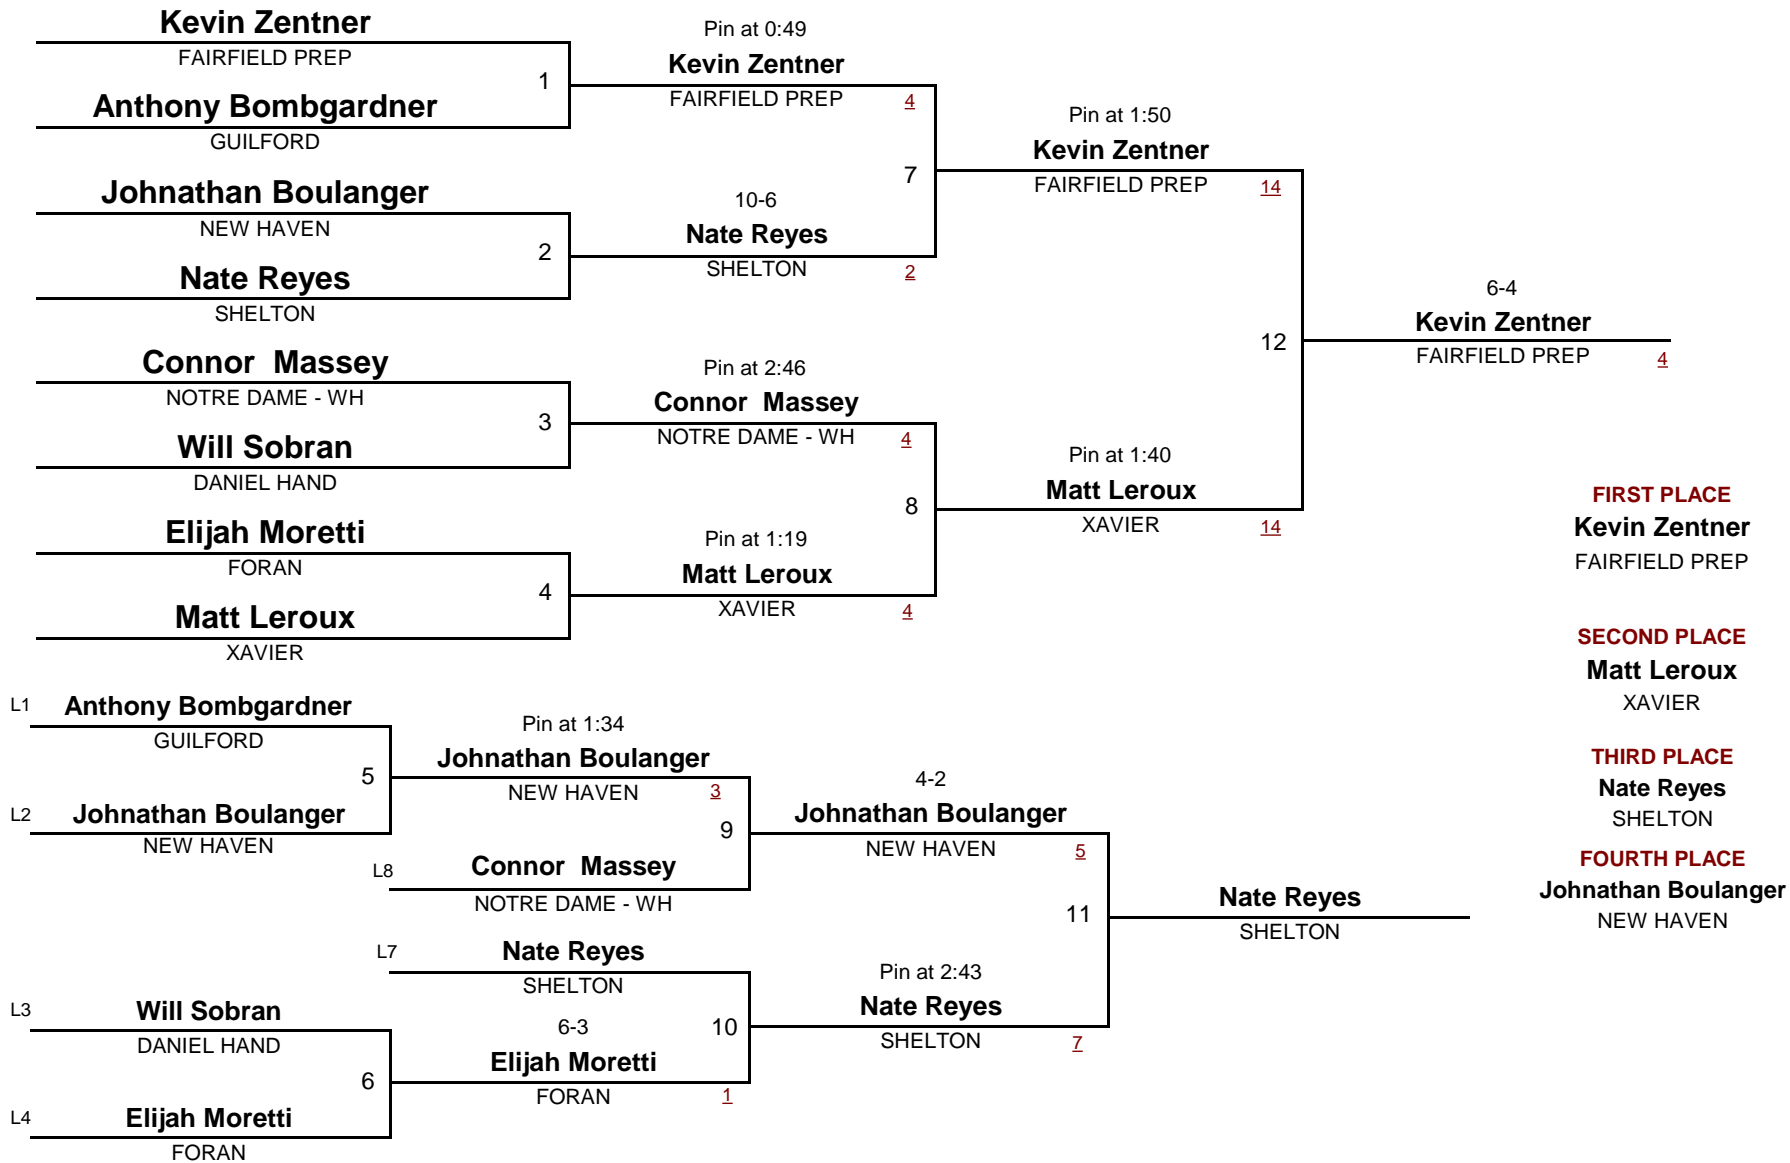 Kevin Zentner
FAIRFIELD PREP
1
Anthony Bombgardner
GUILFORD
Johnathan Boulanger
NEW HAVEN
2
Nate Reyes
SHELTON
Connor  Massey
NOTRE DAME - WH
3
Will Sobran
DANIEL HAND
Elijah Moretti
FORAN
4
Matt Leroux
XAVIER
Pin at 0:49
Kevin Zentner
FAIRFIELD PREP 4
7
10-6
Nate Reyes
SHELTON 2
Pin at 2:46
Connor  Massey
NOTRE DAME - WH 4
8
Pin at 1:19
Matt Leroux
XAVIER 4
Pin at 1:50
Kevin Zentner
FAIRFIELD PREP 14
12
Pin at 1:40
Matt Leroux
XAVIER 14
6-4
Kevin Zentner
FAIRFIELD PREP 4
FIRST PLACE
Kevin Zentner
FAIRFIELD PREP
SECOND PLACE
Matt Leroux
XAVIER
THIRD PLACE
Nate Reyes
SHELTON
FOURTH PLACE
Johnathan Boulanger
NEW HAVEN
L1 Anthony Bombgardner
GUILFORD
5
L2 Johnathan Boulanger
NEW HAVEN
Pin at 1:34
Johnathan Boulanger
NEW HAVEN 3
9
L8 Connor  Massey
NOTRE DAME - WH
L7 Nate Reyes
SHELTON
10
6-3
Elijah Moretti
FORAN 1
L3 Will Sobran
DANIEL HAND
6
L4 Elijah Moretti
FORAN
4-2
Johnathan Boulanger
NEW HAVEN 5
11
Pin at 2:43
Nate Reyes
SHELTON 7
Nate Reyes
SHELTON